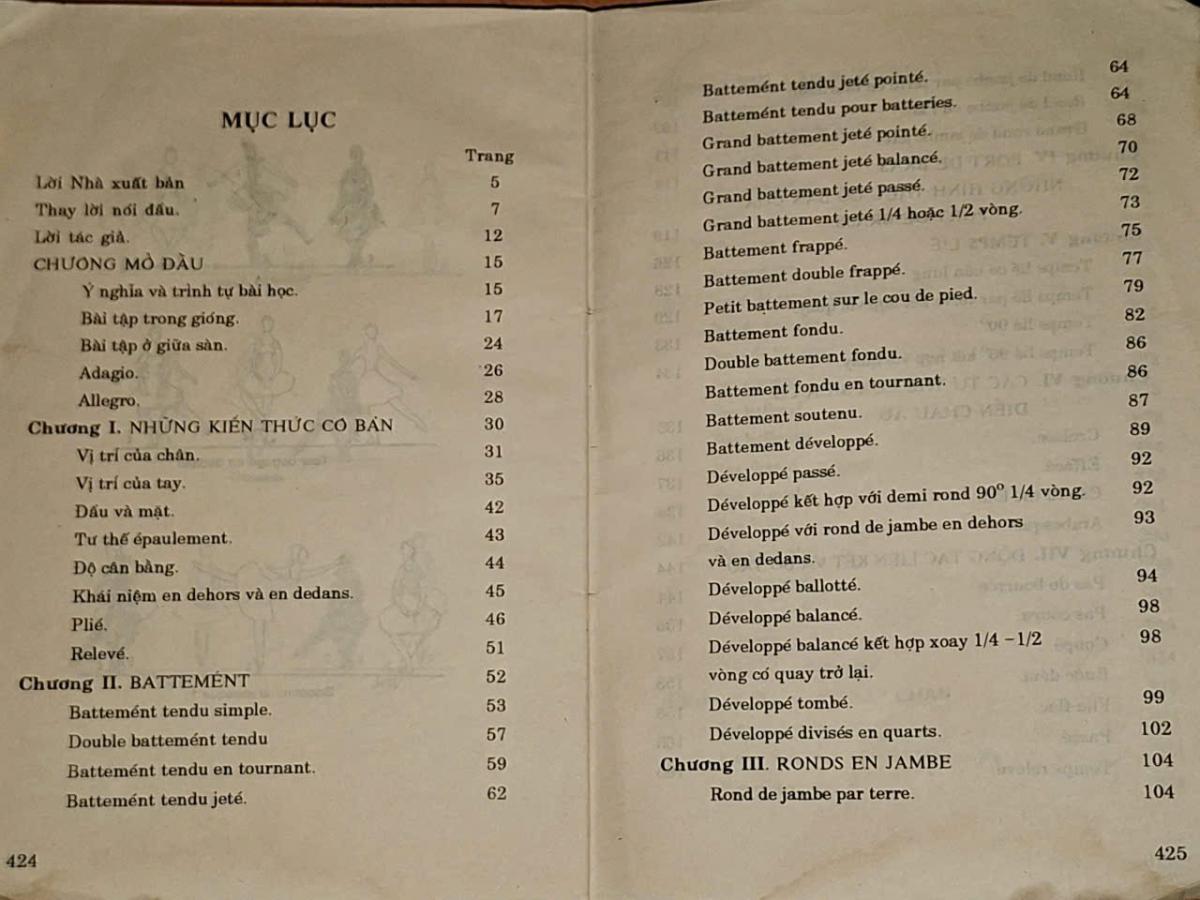 MỤC LỤC
Trang
Lời Nhà xuất bản 5
Thay lời nói đầu. 7
Lời tác giả. 12
CHƯƠNG MỞ ĐẦU 15
Ý nghĩa và trình tự bài học. 15
Bài tập trong gióng. 17
Bài tập ở giữa sàn. 24
Adagio. 26
Allegro. 28
Chương I. NHỮNG KIẾN THỨC CƠ BẢN 30
Vị trí của chân. 31
Vị trí của tay. 35
Đầu và mặt. 42
Tư thế épaulement. 43
Độ cân bằng. 44
Khái niệm en dehors và en dedans. 45
Plié. 46
Relevé. 51
Chương II. BATTEMÉNT 52
Battemént tendu simple. 53
Double battemént tendu 57
Battemént tendu en tournant. 59
Battemént tendu jeté. 62
424
Battemént tendu jeté pointé. 64
Battemént tendu pour batteries. 64
Grand battement jeté pointé. 68
Grand battement jeté balancé. 70
Grand battement jeté passé. 72
Grand battement jeté 1/4 hoặc 1/2 vòng. 73
Battement frappé. 75
Battement double frappé. 77
Petit battement sur le cou de pied. 79
Battement fondu. 82
Double battement fondu. 86
Battement fondu en tournant. 86
Battement soutenu. 87
Battement développé. 89
Développé passé. 92
Développé kết hợp với demi rond 90º 1/4 vòng. 92
Développé với rond de jambe en dehors 93
và en dedans.
Développé ballotté. 94
Développé balancé. 98
Développé balancé kết hợp xoay 1/4 – 1/2 98
vòng có quay trở lại.
Développé tombé. 99
Développé divisés en quarts. 102
Chương III. RONDS EN JAMBE 104
Rond de jambe par terre. 104
425